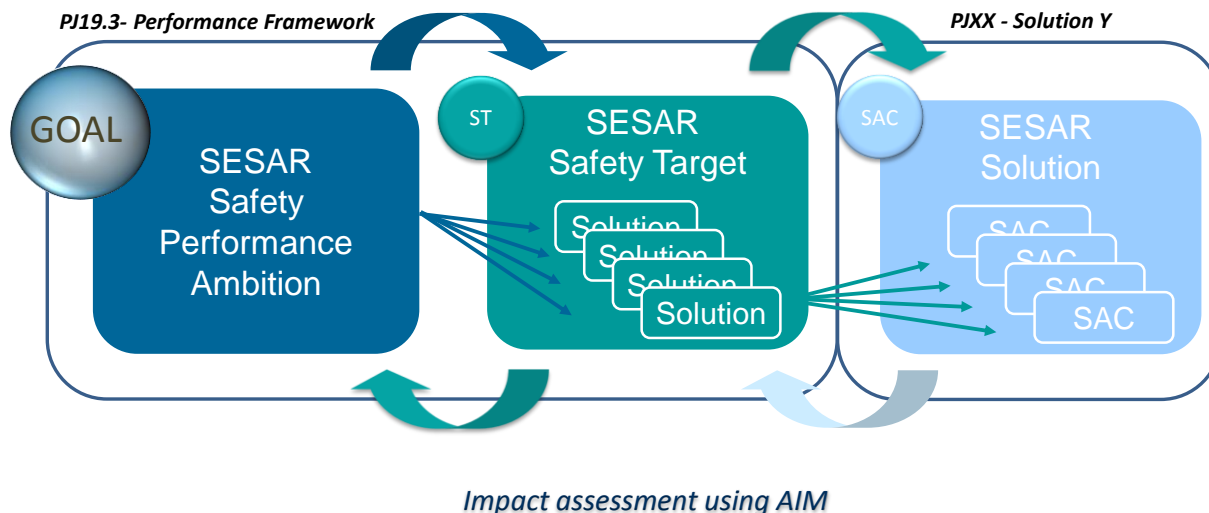 PJ19.3- Performance Framework
PJXX - Solution Y
GOAL
SESAR
Safety
Performance
Ambition
ST
SESAR
Safety Target
Solution
Solution
Solution
Solution
SAC
SESAR
Solution
SAC
SAC
SAC
SAC
Impact assessment using AIM